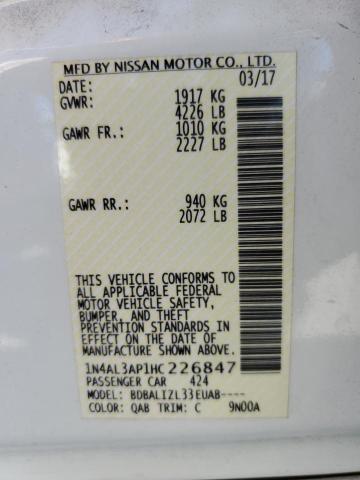 MFD BY NISSAN MOTOR CO., LTD.
DATE: 03/17
GVWR: 1917 KG
4226 LB
GAWR FR.: 1010 KG
2227 LB
GAWR RR.: 940 KG
2072 LB
THIS VEHICLE CONFORMS TO
ALL APPLICABLE FEDERAL
MOTOR VEHICLE SAFETY,
BUMPER, AND THEFT
PREVENTION STANDARDS IN
EFFECT ON THE DATE OF
MANUFACTURE SHOWN ABOVE.
1N4AL3AP1HC226847
PASSENGER CAR 424
MODEL: BDBALIZL33EUAB----
COLOR: QAB TRIM: C 9N00A